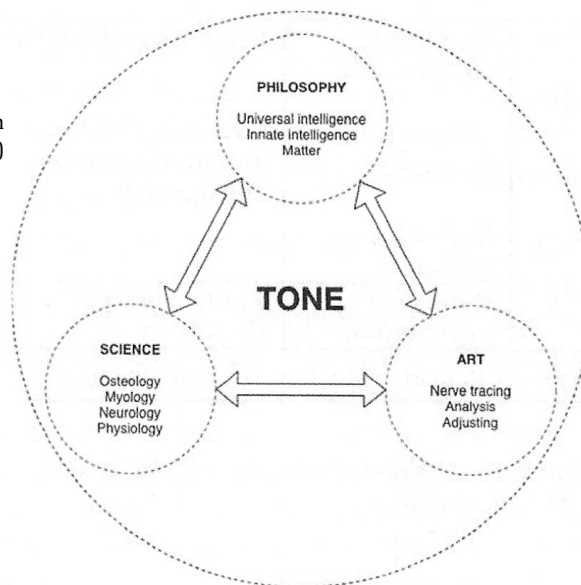 PHILOSOPHY
Universal intelligence
Innate intelligence
Matter
TONE
SCIENCE
Osteology
Myology
Neurology
Physiology
ART
Nerve tracing
Analysis
Adjusting